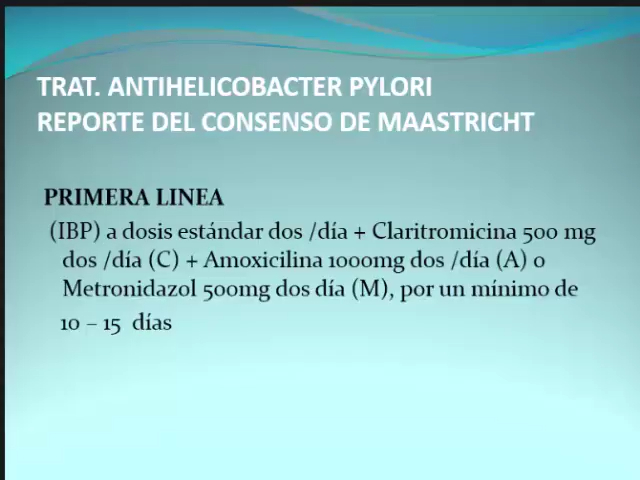 TRAT. ANTIHELICOBACTER PYLORI
REPORTE DEL CONSENSO DE MAASTRICHT
PRIMERA LINEA
(IBP) a dosis estándar dos /día + Claritromicina 500 mg
dos /día (C) + Amoxicilina 1000mg dos /día (A) o
Metronidazol 500mg dos día (M), por un mínimo de
10 – 15 días